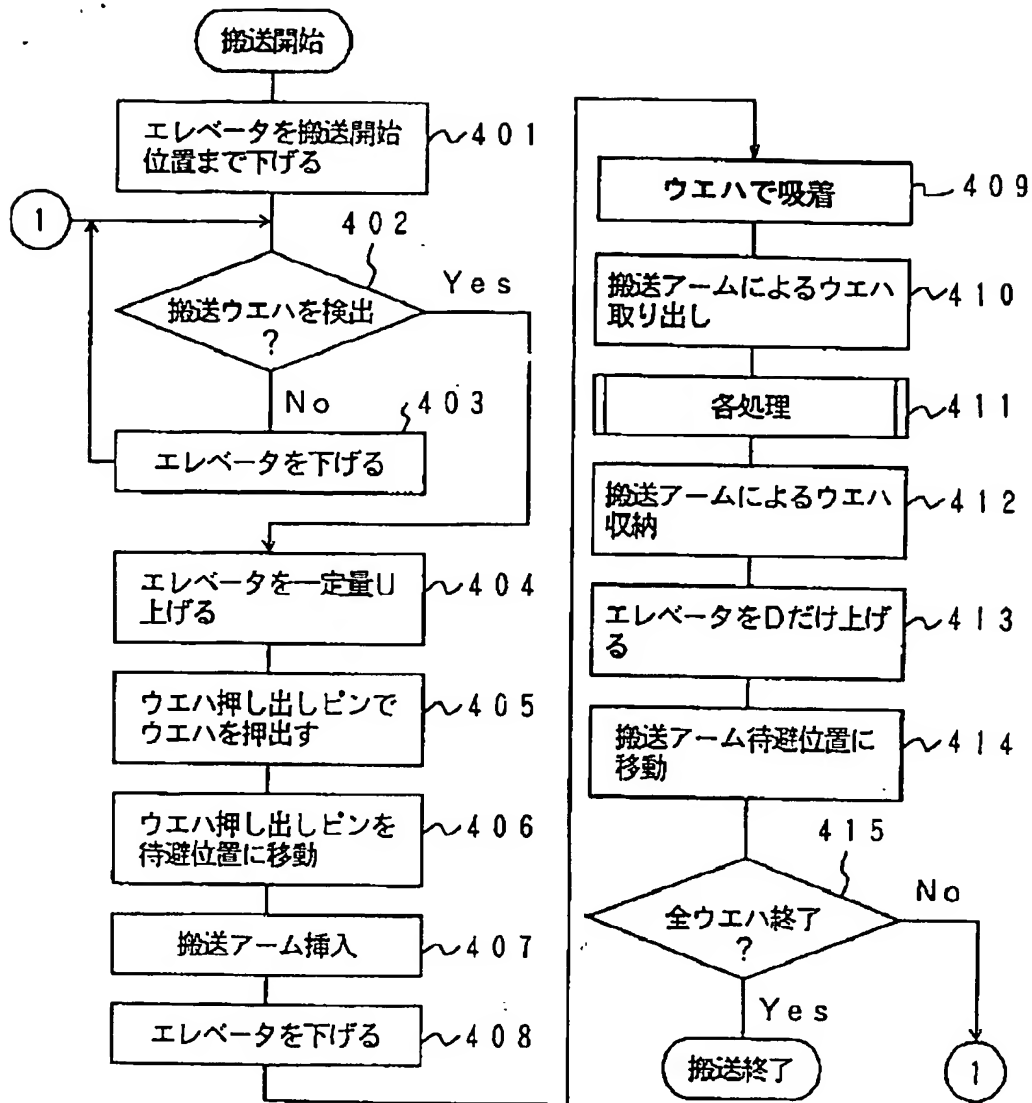 搬送開始
エレベータを搬送開始
位置まで下げる
401
1
402
搬送ウエハを検出
?
Yes
No
403
エレベータを下げる
エレベータを一定量U
上げる
404
ウエハ押し出しピンで
ウエハを押出す
405
ウエハ押し出しピンを
待避位置に移動
406
搬送アーム挿入
407
エレベータを下げる
408
ウエハで吸着
409
搬送アームによるウエハ
取り出し
410
各処理
411
搬送アームによるウエハ
収納
412
エレベータをDだけ上げ
る
413
搬送アーム待避位置に
移動
414
415
全ウエハ終了
?
No
Yes
搬送終了
1